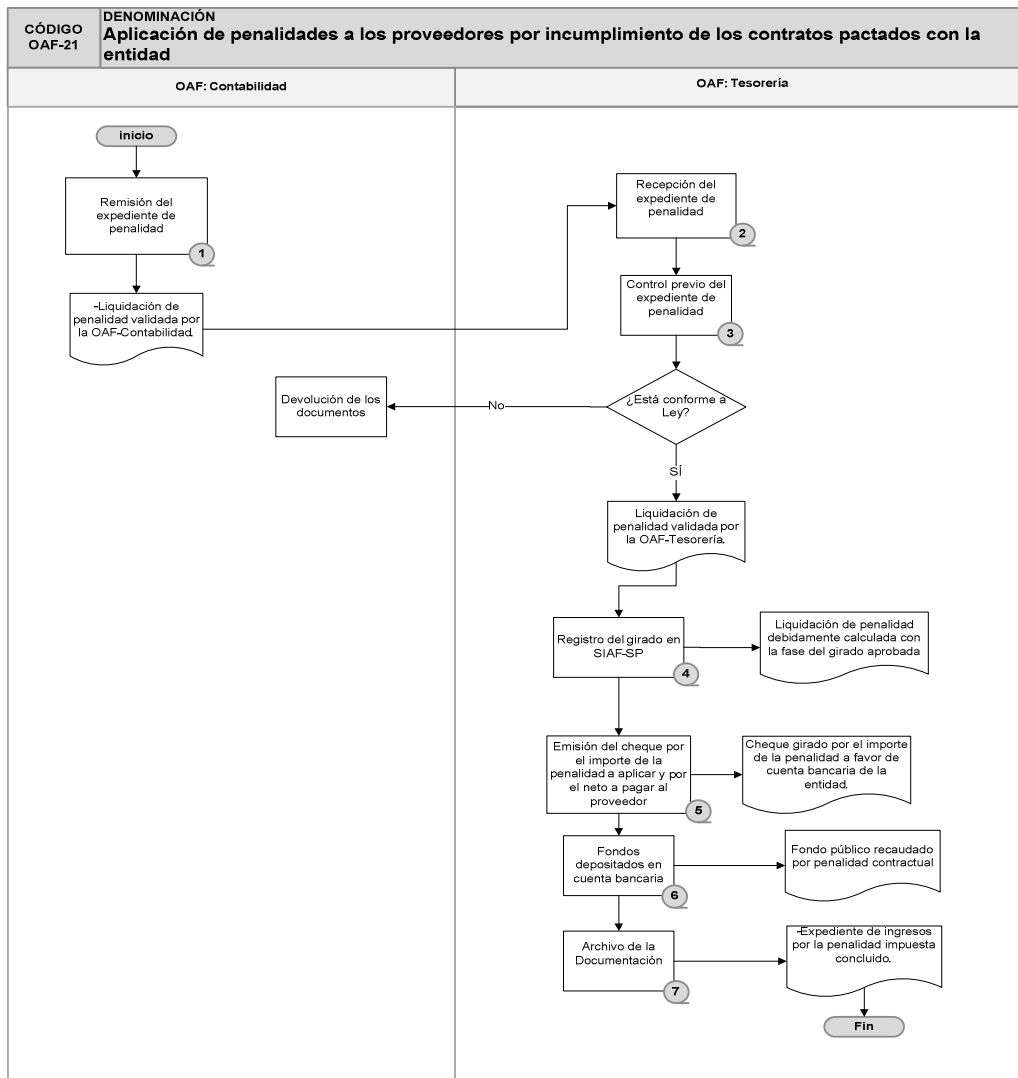 CÓDIGO
OAF-21
DENOMINACIÓN
Aplicación de penalidades a los proveedores por incumplimiento de los contratos pactados con la
entidad
OAF: Contabilidad
OAF: Tesorería
inicio
Remisión del
expediente de
penalidad
1
-Liquidación de
penalidad validada por
la OAF-Contabilidad.
Recepción del
expediente de
penalidad
2
Control previo del
expediente de
penalidad
3
¿Está conforme a
Ley?
No
Devolución de los
documentos
SÍ
Liquidación de
penalidad validada por
la OAF-Tesorería.
Registro del girado en
SIAF-SP
4
Liquidación de penalidad
debidamente calculada con
la fase del girado aprobada
Emisión del cheque por
el importe de la
penalidad a aplicar y por
el neto a pagar al
proveedor
5
Cheque girado por el importe
de la penalidad a favor de
cuenta bancaria de la
entidad.
Fondos
depositados en
cuenta bancaria
6
Fondo público recaudado
por penalidad contractual
Archivo de la
Documentación
7
-Expediente de ingresos
por la penalidad impuesta
concluido.
Fin